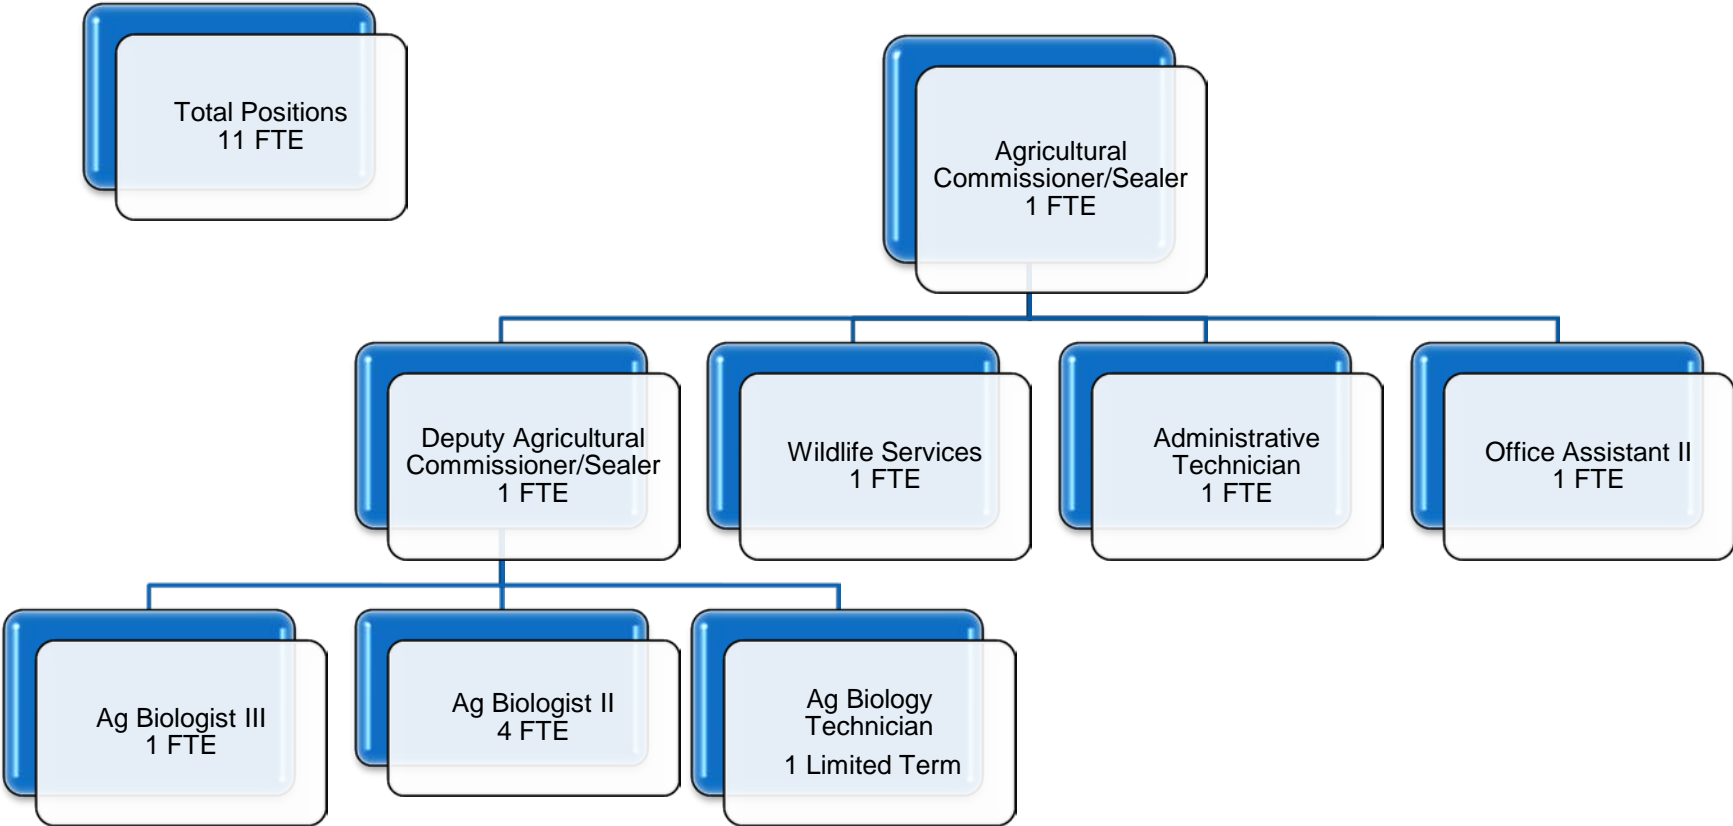 Total Positions
11 FTE
Agricultural
Commissioner/Sealer
1 FTE
Deputy Agricultural
Commissioner/Sealer
1 FTE
Wildlife Services
1 FTE
Administrative
Technician
1 FTE
Office Assistant II
1 FTE
Ag Biologist III
1 FTE
Ag Biologist II
4 FTE
Ag Biology
Technician
1 Limited Term